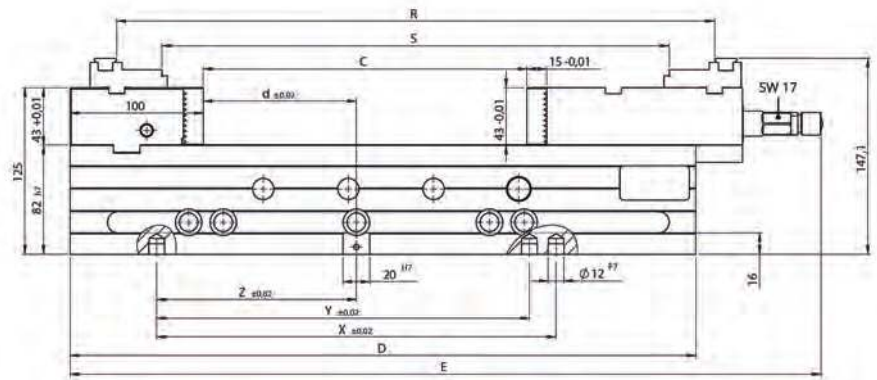 R
S
C
15 -0,01
SW 17
100
d ±0,02
43 +0,01
43 -0,01
125
82 h7
147,1
20 H7
Ø 12 F7
16
Z ±0,02
Y ±0,02
X ±0,02
D
E